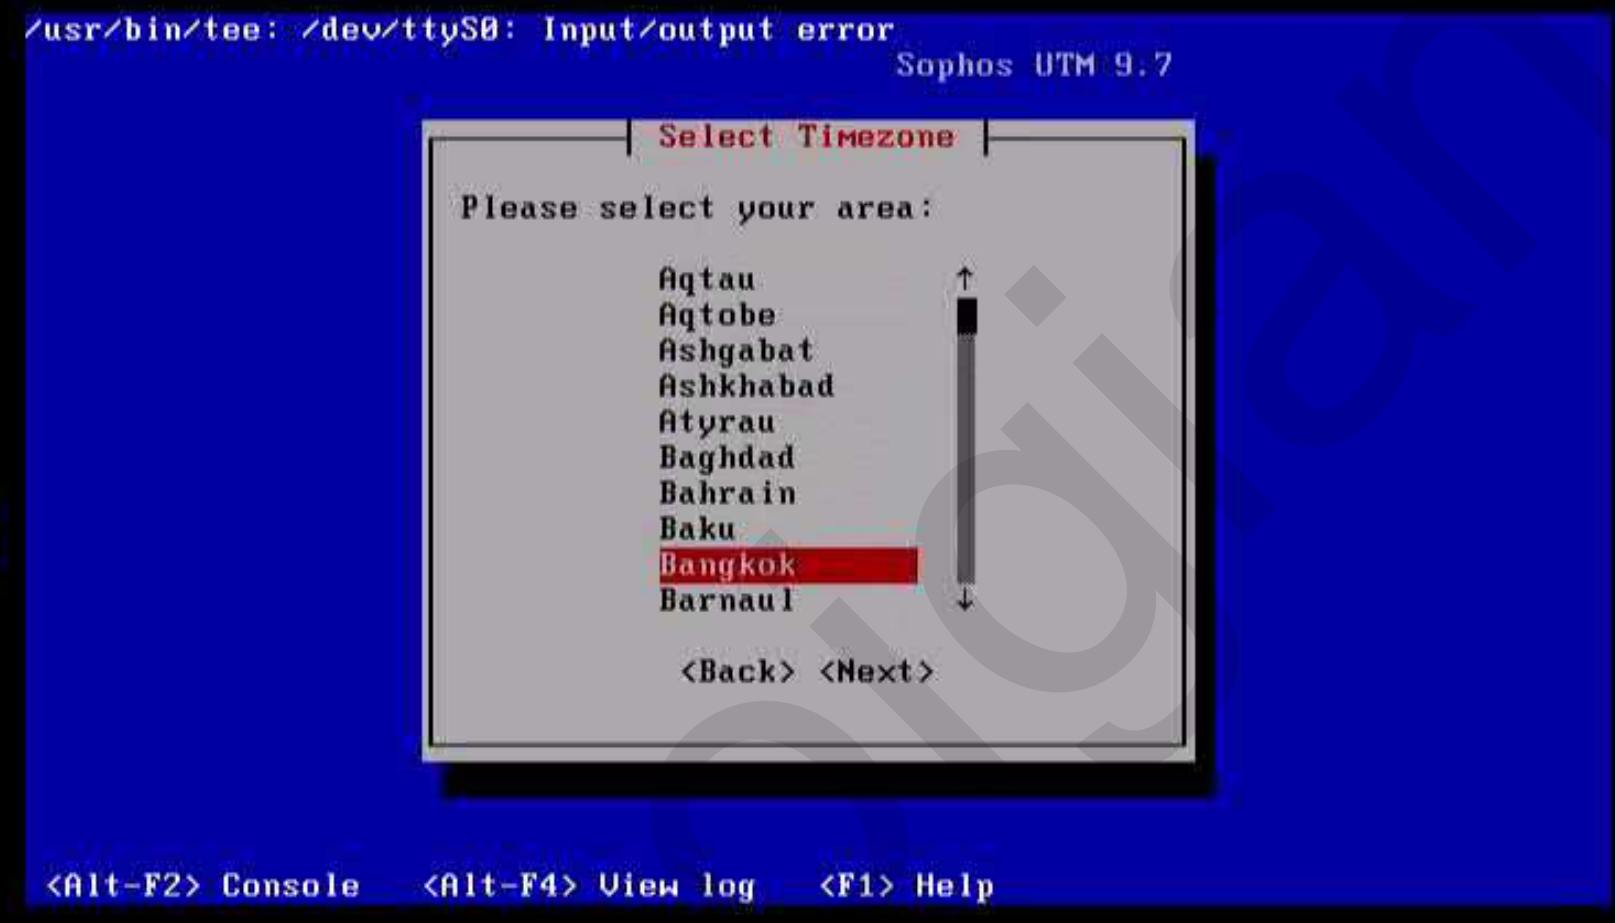 /usr/bin/tee: /dev/ttyS0: Input/output error
Sophos UTM 9.7
Select Timezone
Please select your area:
Aqtau
Aqtobe
Ashgabat
Ashkhabad
Atyrau
Baghdad
Bahrain
Baku
Bangkok
Barnaul
<Back> <Next>
<Alt-F2> Console <Alt-F4> View log <F1> Help